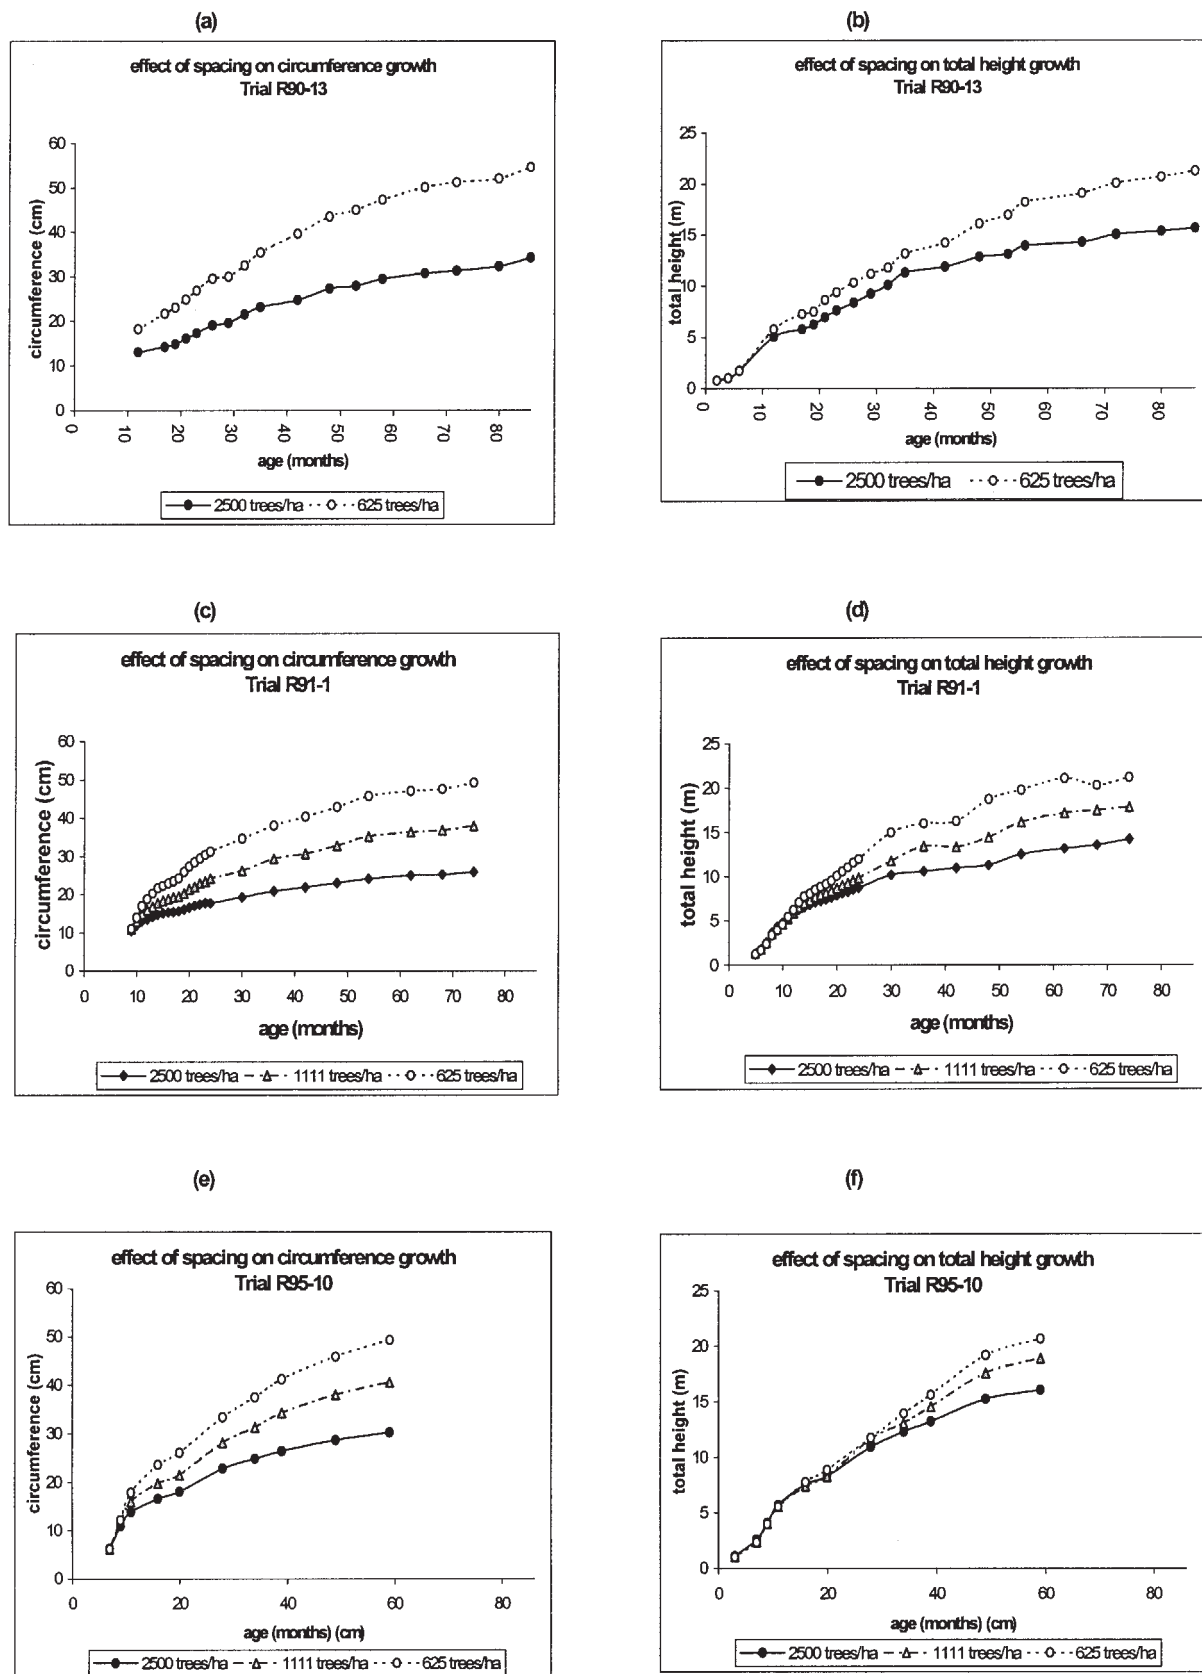 (a)
effect of spacing on circumference growth
Trial R90-13
circumference (cm)
60
50
40
30
20
10
0
10 20 30 40 50 60 70 80
age (months)
2500 trees/ha 625 trees/ha
(b)
effect of spacing on total height growth
Trial R90-13
total height (m)
25
20
15
10
5
0
0 10 20 30 40 50 60 70 80
age (months)
2500 trees/ha 625 trees/ha
(c)
effect of spacing on circumference growth
Trial R91-1
circumference (cm)
60
50
40
30
20
10
0
0 10 20 30 40 50 60 70 80
age (months)
2500 trees/ha 1111 trees/ha 625 trees/ha
(d)
effect of spacing on total height growth
Trial R91-1
total height (m)
25
20
15
10
5
0
0 10 20 30 40 50 60 70 80
age (months)
2500 trees/ha 1111 trees/ha 625 trees/ha
(e)
effect of spacing on circumference growth
Trial R95-10
circumference (cm)
60
50
40
30
20
10
0
0 20 40 60 80
age (months) (cm)
2500 trees/ha 1111 trees/ha 625 trees/ha
(f)
effect of spacing on total height growth
Trial R95-10
total height (m)
25
20
15
10
5
0
0 20 40 60 80
age (months) (cm)
2500 trees/ha 1111 trees/ha 625 trees/ha